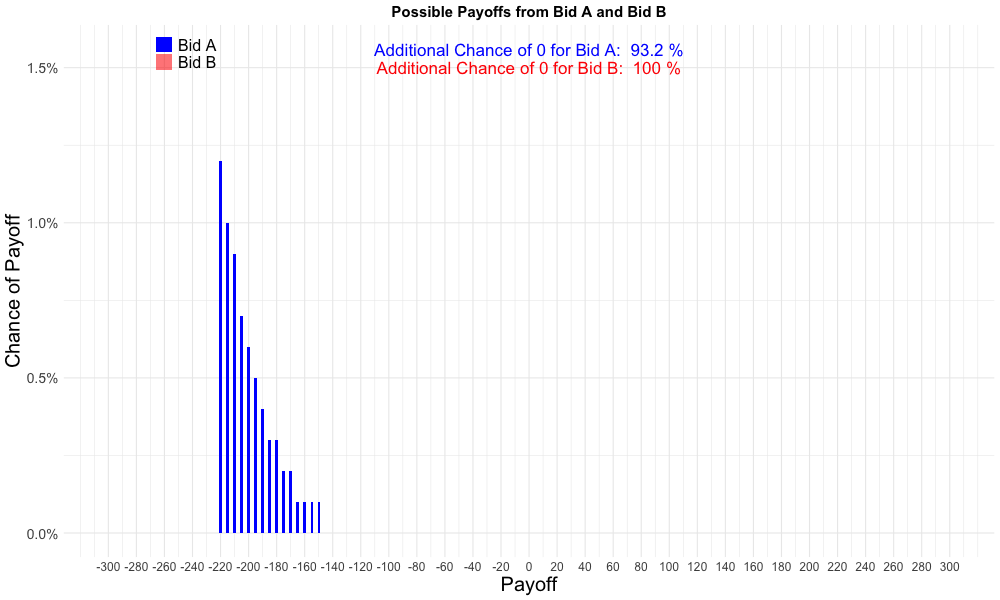 Possible Payoffs from Bid A and Bid B
Bid A
Bid B
Additional Chance of 0 for Bid A:  93.2 %
Additional Chance of 0 for Bid B:  100 %
Chance of Payoff
1.5%
1.0%
0.5%
0.0%
-300 -280 -260 -240 -220 -200 -180 -160 -140 -120 -100 -80 -60 -40 -20 0 20 40 60 80 100 120 140 160 180 200 220 240 260 280 300
Payoff